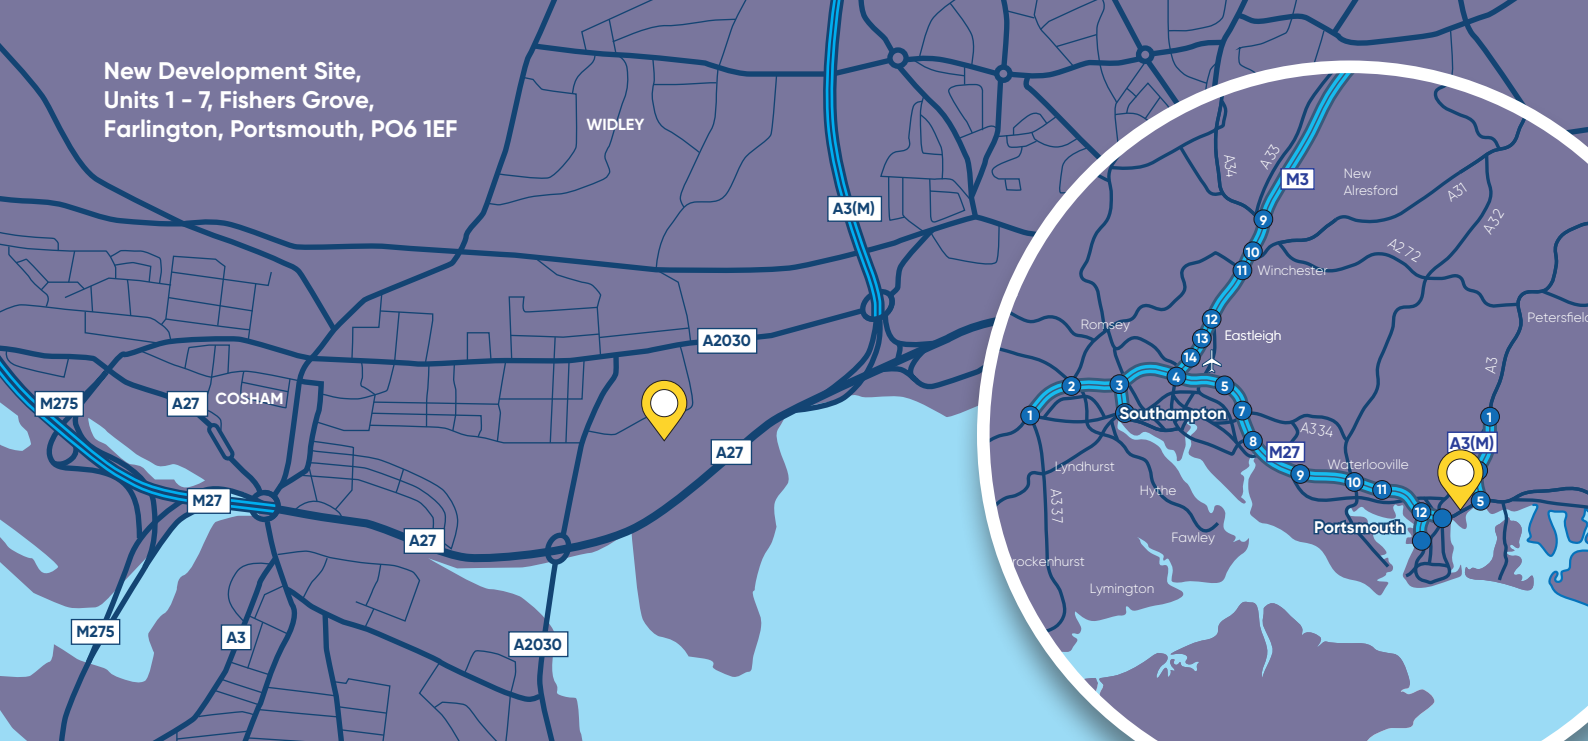 New Development Site,
Units 1 - 7, Fishers Grove,
Farlington, Portsmouth, PO6 1EF
WIDLEY
A3(M)
A2030
M275
A27
COSHAM
A27
M27
A27
M275
A3
A2030
A34
A33
M3
New
Alresford
A31
A32
9
10
A272
11
Winchester
12
Romsey
13
Eastleigh
Petersfiel
14
A3
2
3
4
5
1
Southampton
7
1
A334
8
M27
A3(M)
Lyndhurst
9
Waterlooville
10
11
Hythe
A337
12
5
Portsmouth
Fawley
rockenhurst
Lymington